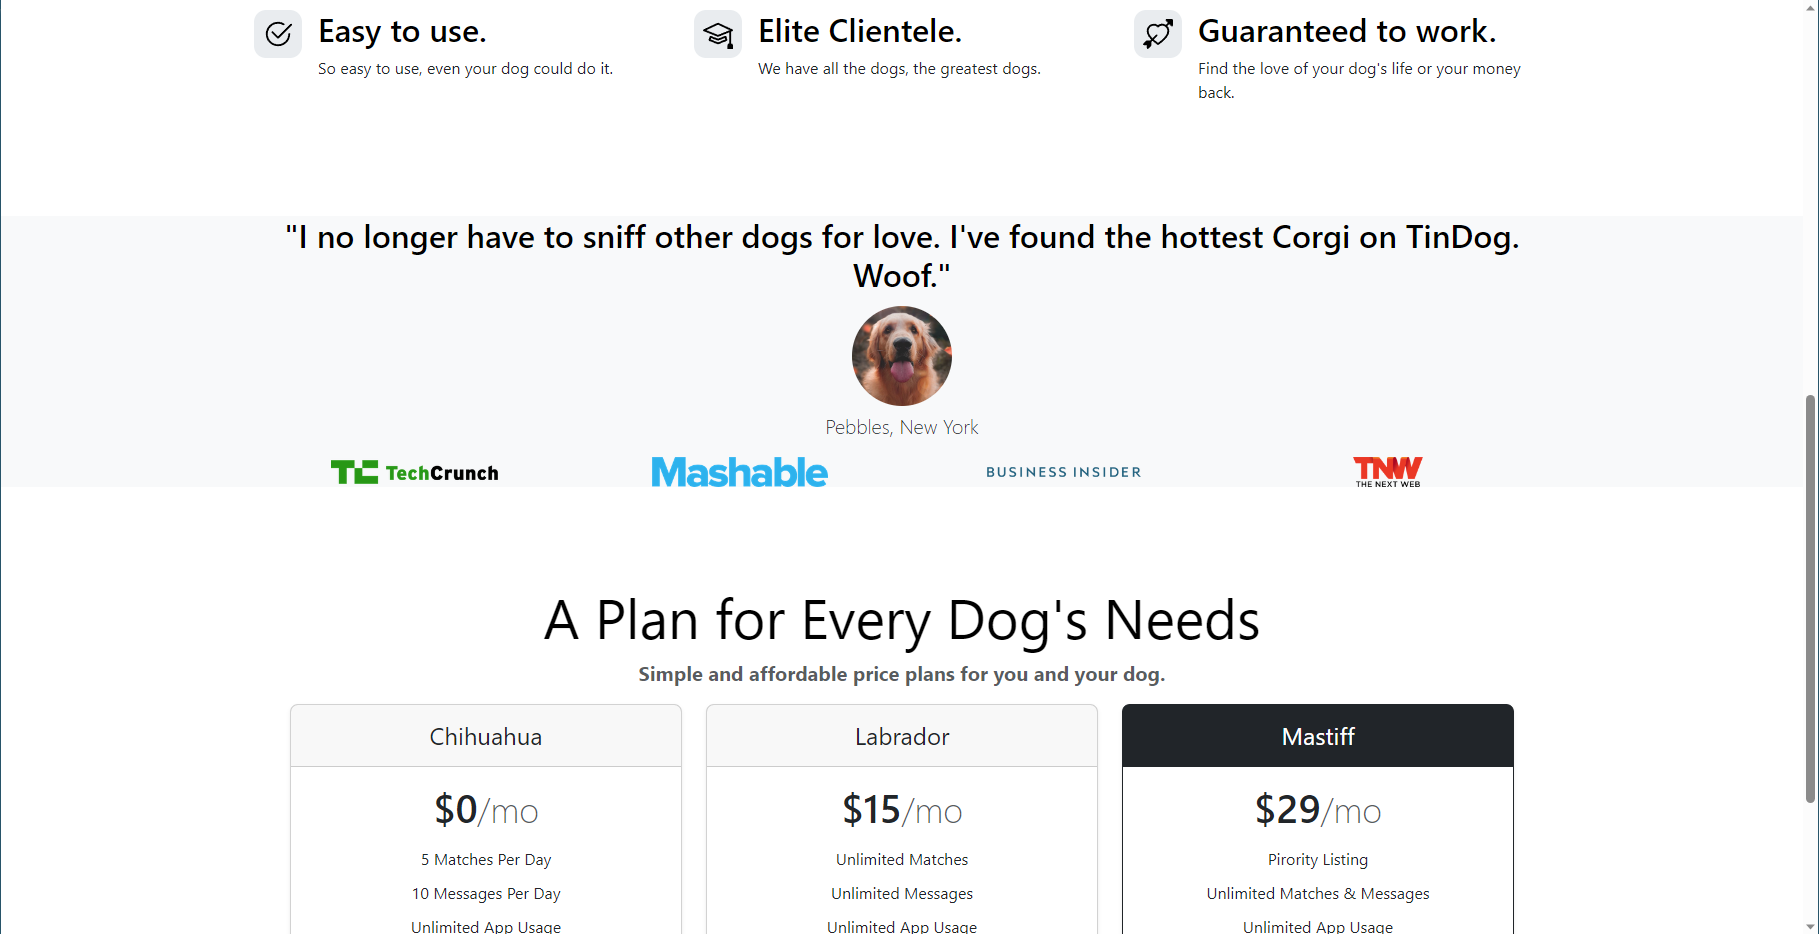 Easy to use.
So easy to use, even your dog could do it.
Elite Clientele.
We have all the dogs, the greatest dogs.
Guaranteed to work.
Find the love of your dog's life or your money
back.
"I no longer have to sniff other dogs for love. I've found the hottest Corgi on TinDog.
Woof."
Pebbles, New York
TC TechCrunch
Mashable
BUSINESS INSIDER
TNW
THE NEXT WEB
A Plan for Every Dog's Needs
Simple and affordable price plans for you and your dog.
Chihuahua
$0/mo
5 Matches Per Day
10 Messages Per Day
Unlimited App Usage
Labrador
$15/mo
Unlimited Matches
Unlimited Messages
Unlimited App Usage
Mastiff
$29/mo
Pirority Listing
Unlimited Matches & Messages
Unlimited App Usage